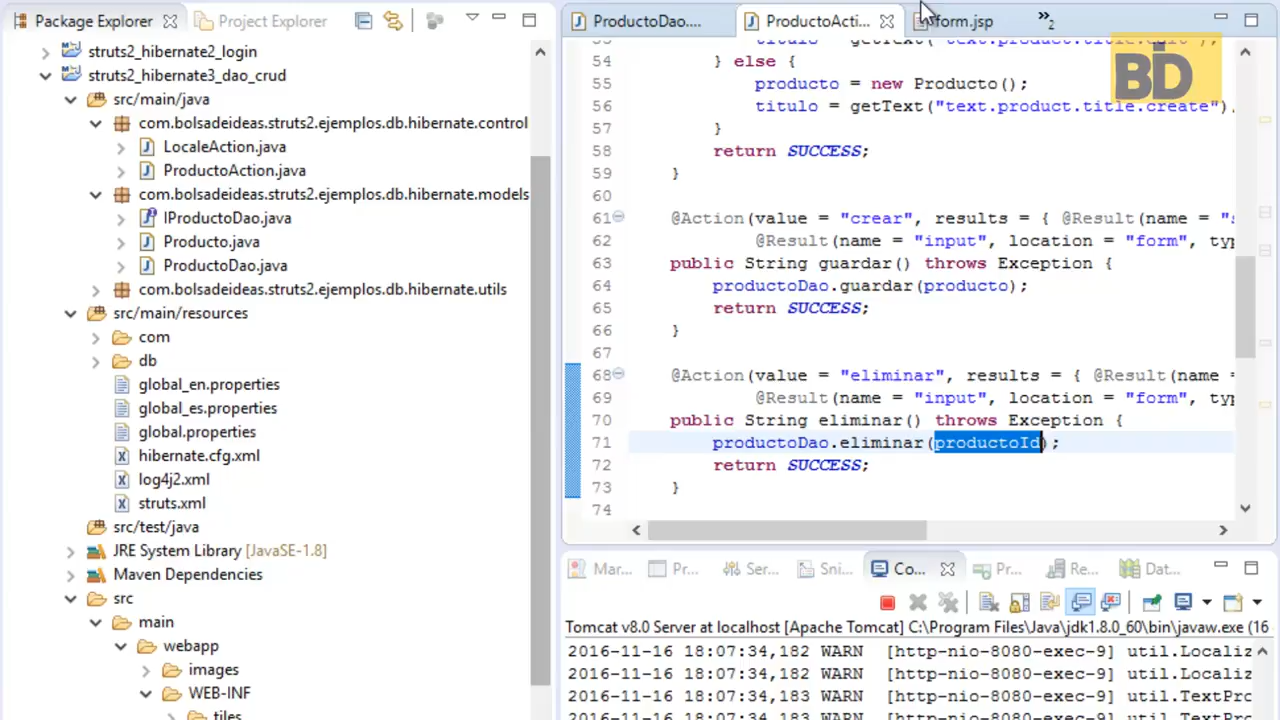 Package Explorer Project Explorer
struts2_hibernate2_login
struts2_hibernate3_dao_crud
src/main/java
com.bolsadeideas.struts2.ejemplos.db.hibernate.control
LocaleAction.java
ProductoAction.java
com.bolsadeideas.struts2.ejemplos.db.hibernate.models
IProductoDao.java
Producto.java
ProductoDao.java
com.bolsadeideas.struts2.ejemplos.db.hibernate.utils
src/main/resources
com
db
global_en.properties
global_es.properties
global.properties
hibernate.cfg.xml
log4j2.xml
struts.xml
src/test/java
JRE System Library [JavaSE-1.8]
Maven Dependencies
src
main
webapp
images
WEB-INF
tiles
ProductoDao.... ProductoActi... form.jsp »2
BD
54 } else {
55 producto = new Producto();
56 titulo = getText("text.product.title.create")
57 }
58 return SUCCESS;
59 }
60
61 @Action(value = "crear", results = { @Result(name = "s
62 @Result(name = "input", location = "form", typ
63 public String guardar() throws Exception {
64 productoDao.guardar(producto);
65 return SUCCESS;
66 }
67
68 @Action(value = "eliminar", results = { @Result(name =
69 @Result(name = "input", location = "form", typ
70 public String eliminar() throws Exception {
71 productoDao.eliminar(productoId);
72 return SUCCESS;
73 }
74
Mar... Pr... Ser... Sni... Co... Pr... Re... Dat...
Tomcat v8.0 Server at localhost [Apache Tomcat] C:\Program Files\Java\jdk1.8.0_60\bin\javaw.exe (16
2016-11-16 18:07:34,182 WARN [http-nio-8080-exec-9] util.Localiz
2016-11-16 18:07:34,182 WARN [http-nio-8080-exec-9] util.Localiz
2016-11-16 18:07:34,183 WARN [http-nio-8080-exec-9] util.TextPro